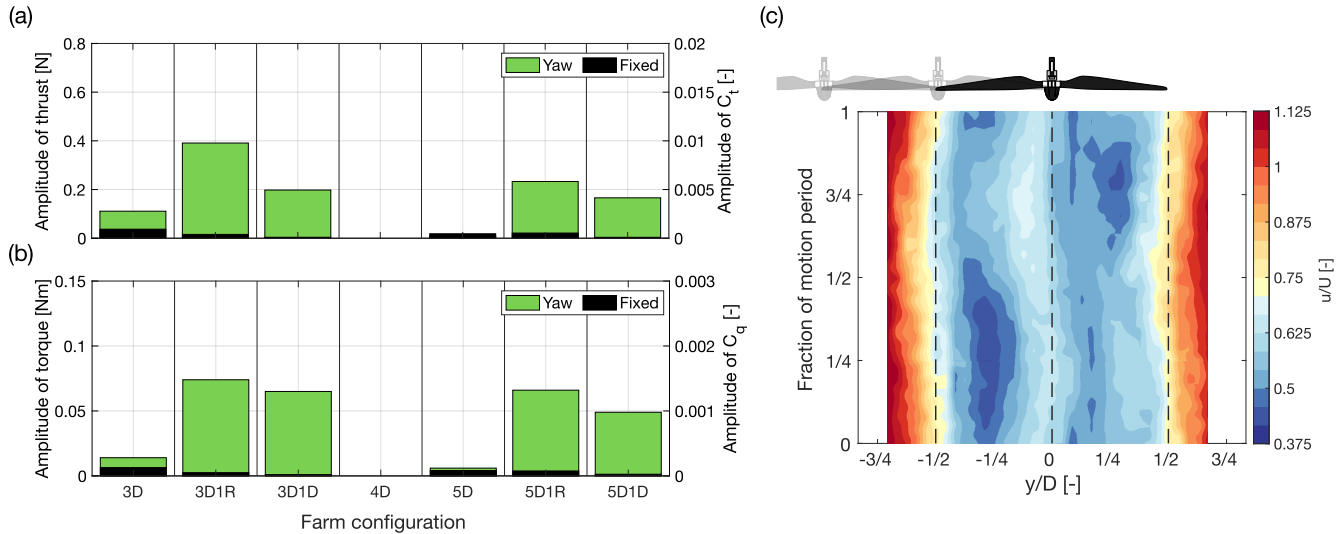 (a)
Amplitude of thrust [N]
0.8
0.6
0.4
0.2
0
Yaw
Fixed
0.02
0.015
0.01
0.005
0
Amplitude of C_t [-]
(b)
Amplitude of torque [Nm]
0.15
0.1
0.05
0
Yaw
Fixed
0.003
0.002
0.001
0
Amplitude of C_q [-]
3D
3D1R
3D1D
4D
5D
5D1R
5D1D
Farm configuration
(c)
Fraction of motion period
1
3/4
1/2
1/4
0
-3/4
-1/2
-1/4
0
1/4
1/2
3/4
y/D [-]
1.125
1
0.875
0.75
0.625
0.5
0.375
u/U [-]